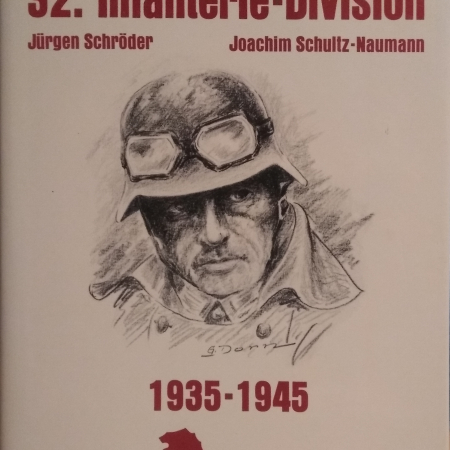 32. Infanterie-Division
Jürgen Schröder Joachim Schultz-Naumann
1935-1945